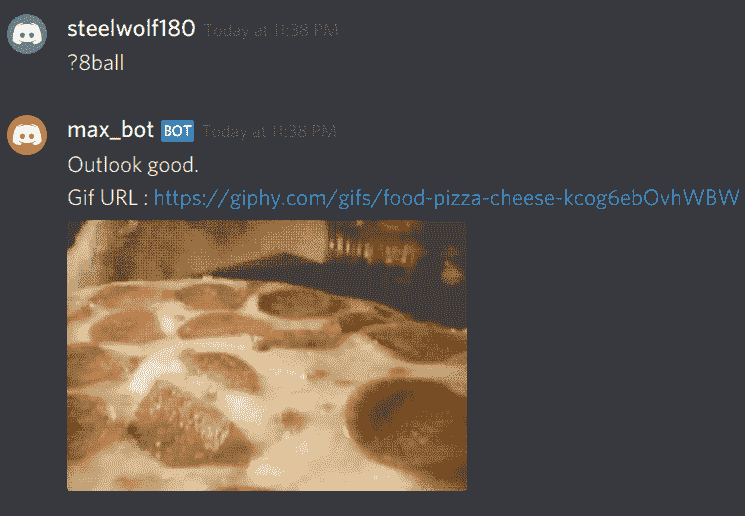 steelwolf180 Today at 11:38 PM
?8ball
max_bot BOT Today at 11:38 PM
Outlook good.
Gif URL : https://giphy.com/gifs/food-pizza-cheese-kcog6ebOvhWBW